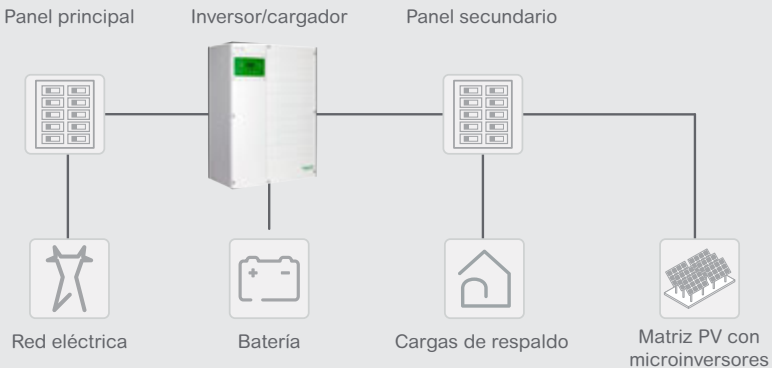 Panel principal
Inversor/cargador
Panel secundario
Red eléctrica
Batería
Cargas de respaldo
Matriz PV con
microinversores